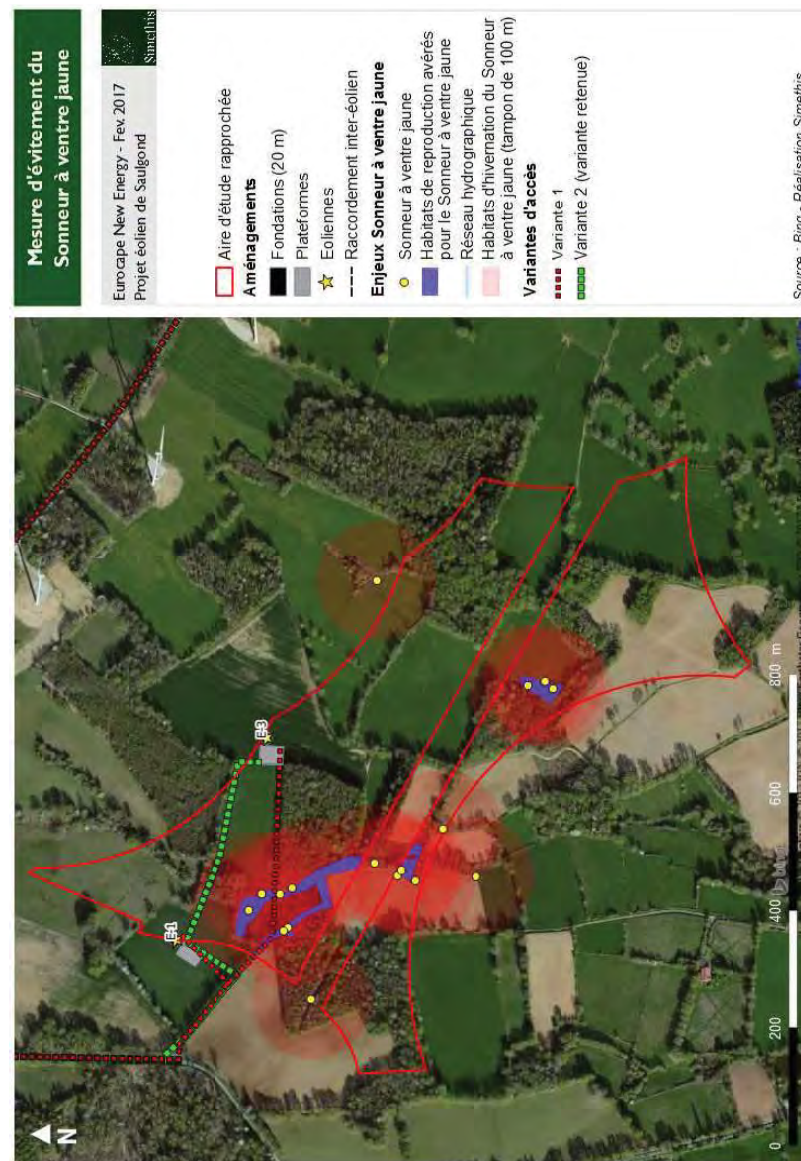 Mesure d'évitement du
Sonneur à ventre jaune
Eurocape New Energy - Fev. 2017
Projet éolien de Saulgond
Simethis
Aire d'étude rapprochée
Aménagements
Fondations (20 m)
Plateformes
Eoliennes
Raccordement inter-éolien
Enjeux Sonneur à ventre jaune
Sonneur à ventre jaune
Habitats de reproduction avérés
pour le Sonneur à ventre jaune
Réseau hydrographique
Habitats d'hivernation du Sonneur
à ventre jaune (tampon de 100 m)
Variantes d'accès
Variante 1
Variante 2 (variante retenue)
Source : Bing - Réalisation Simethis
N
E-1
E-3
0 200 400 600 800 m